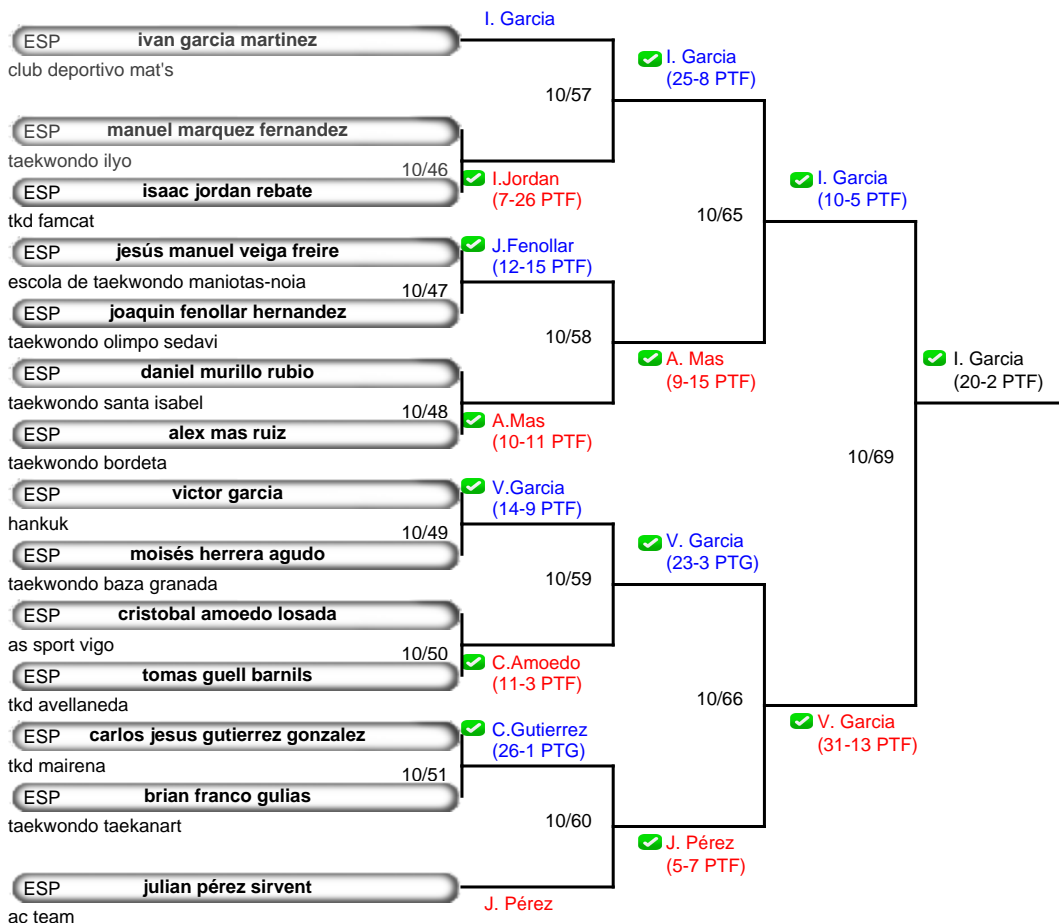 I. Garcia
ESP ivan garcia martinez
club deportivo mat's
I. Garcia
(25-8 PTF)
10/57
ESP manuel marquez fernandez
taekwondo ilyo
10/46
ESP isaac jordan rebate
tkd famcat
I.Jordan
(7-26 PTF)
I. Garcia
(10-5 PTF)
10/65
ESP jesús manuel veiga freire
escola de taekwondo maniotas-noia
10/47
J.Fenollar
(12-15 PTF)
ESP joaquin fenollar hernandez
taekwondo olimpo sedavi
10/58
A. Mas
(9-15 PTF)
ESP daniel murillo rubio
taekwondo santa isabel
10/48
ESP alex mas ruiz
taekwondo bordeta
A.Mas
(10-11 PTF)
I. Garcia
(20-2 PTF)
10/69
ESP victor garcia
hankuk
10/49
V.Garcia
(14-9 PTF)
ESP moisés herrera agudo
taekwondo baza granada
10/59
V. Garcia
(23-3 PTG)
ESP cristobal amoedo losada
as sport vigo
10/50
ESP tomas guell barnils
tkd avellaneda
C.Amoedo
(11-3 PTF)
10/66
V. Garcia
(31-13 PTF)
ESP carlos jesus gutierrez gonzalez
tkd mairena
10/51
C.Gutierrez
(26-1 PTG)
ESP brian franco gulias
taekwondo taekanart
10/60
J. Pérez
(5-7 PTF)
ESP julian pérez sirvent
ac team
J. Pérez